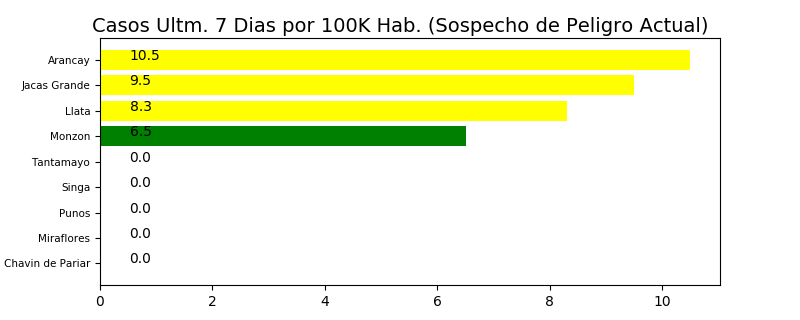 Casos Ultm. 7 Dias por 100K Hab. (Sospecho de Peligro Actual)
Arancay 10.5
Jacas Grande 9.5
Llata 8.3
Monzon 6.5
Tantamayo 0.0
Singa 0.0
Punos 0.0
Miraflores 0.0
Chavin de Pariar 0.0
0 2 4 6 8 10